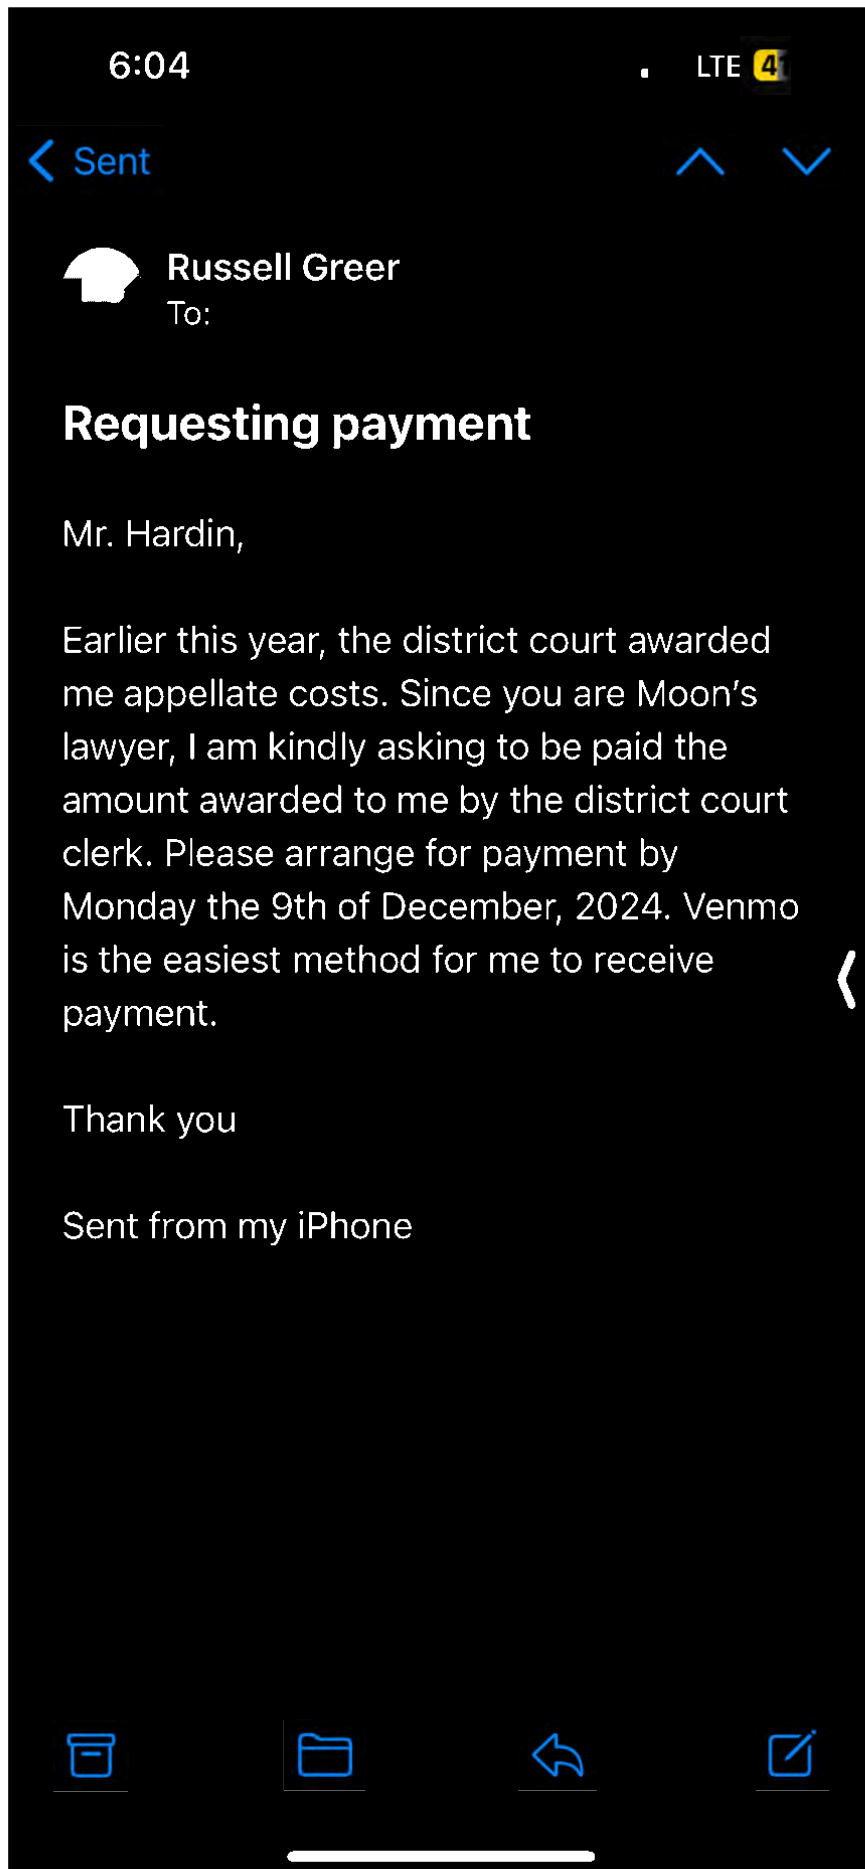 6:04
LTE
Sent
Russell Greer
To:
Requesting payment
Mr. Hardin,
Earlier this year, the district court awarded
me appellate costs. Since you are Moon's
lawyer, I am kindly asking to be paid the
amount awarded to me by the district court
clerk. Please arrange for payment by
Monday the 9th of December, 2024. Venmo
is the easiest method for me to receive
payment.
Thank you
Sent from my iPhone